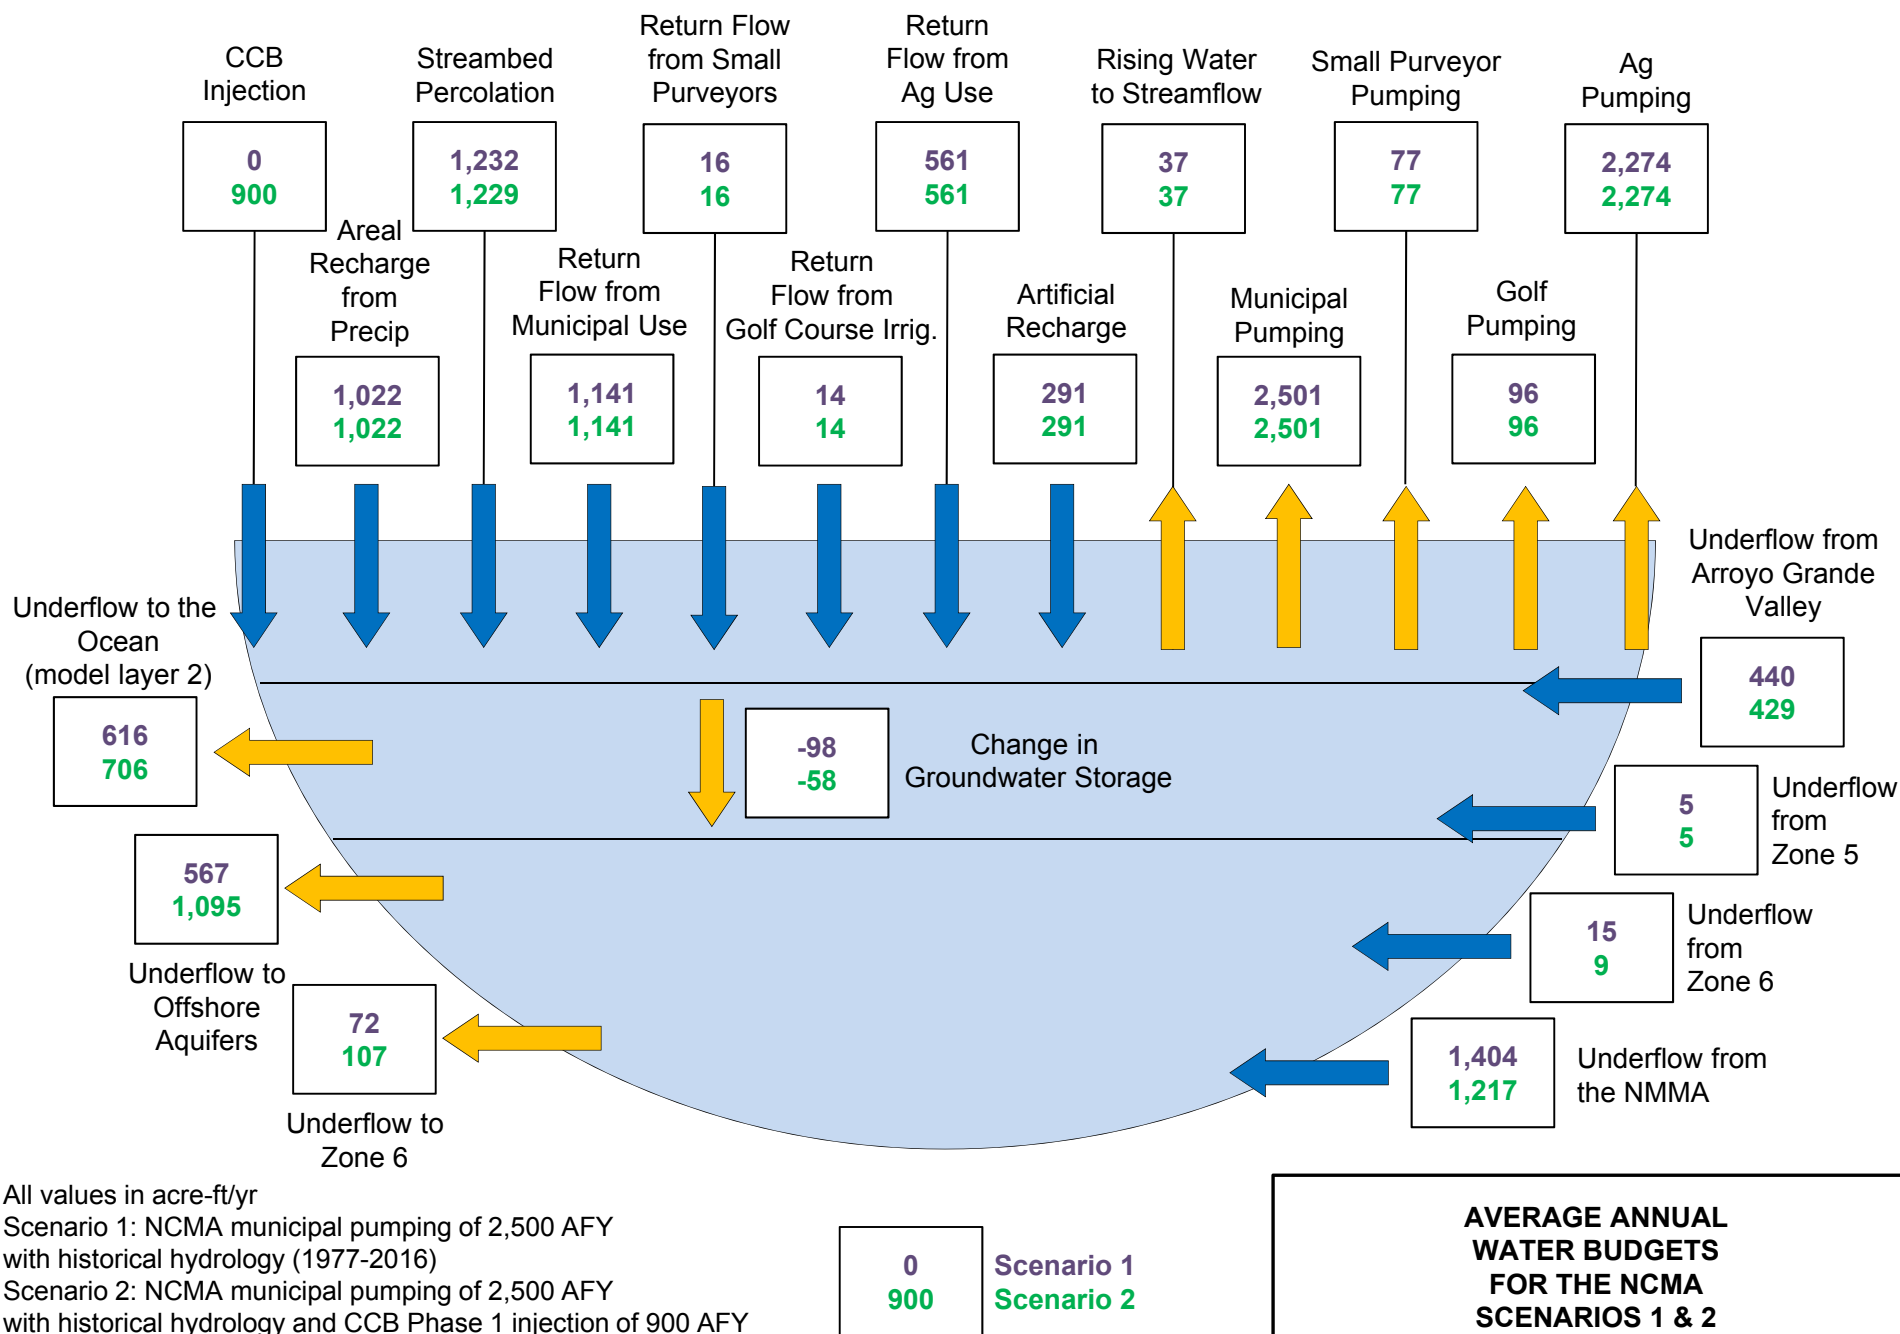 CCB
Injection
0
900
Streambed
Percolation
1,232
1,229
Return Flow
from Small
Purveyors
16
16
Return
Flow from
Ag Use
561
561
Rising Water
to Streamflow
37
37
Small Purveyor
Pumping
77
77
Ag
Pumping
2,274
2,274
Areal
Recharge
from
Precip
1,022
1,022
Return
Flow from
Municipal Use
1,141
1,141
Return
Flow from
Golf Course Irrig.
14
14
Artificial
Recharge
291
291
Municipal
Pumping
2,501
2,501
Golf
Pumping
96
96
Underflow from
Arroyo Grande
Valley
440
429
Underflow to the
Ocean
(model layer 2)
616
706
-98
-58
Change in
Groundwater Storage
5
5
Underflow
from
Zone 5
567
1,095
Underflow to
Offshore
Aquifers
15
9
Underflow
from
Zone 6
72
107
Underflow to
Zone 6
1,404
1,217
Underflow from
the NMMA
All values in acre-ft/yr
Scenario 1: NCMA municipal pumping of 2,500 AFY
with historical hydrology (1977-2016)
Scenario 2: NCMA municipal pumping of 2,500 AFY
with historical hydrology and CCB Phase 1 injection of 900 AFY
0 Scenario 1
900 Scenario 2
AVERAGE ANNUAL
WATER BUDGETS
FOR THE NCMA
SCENARIOS 1 & 2